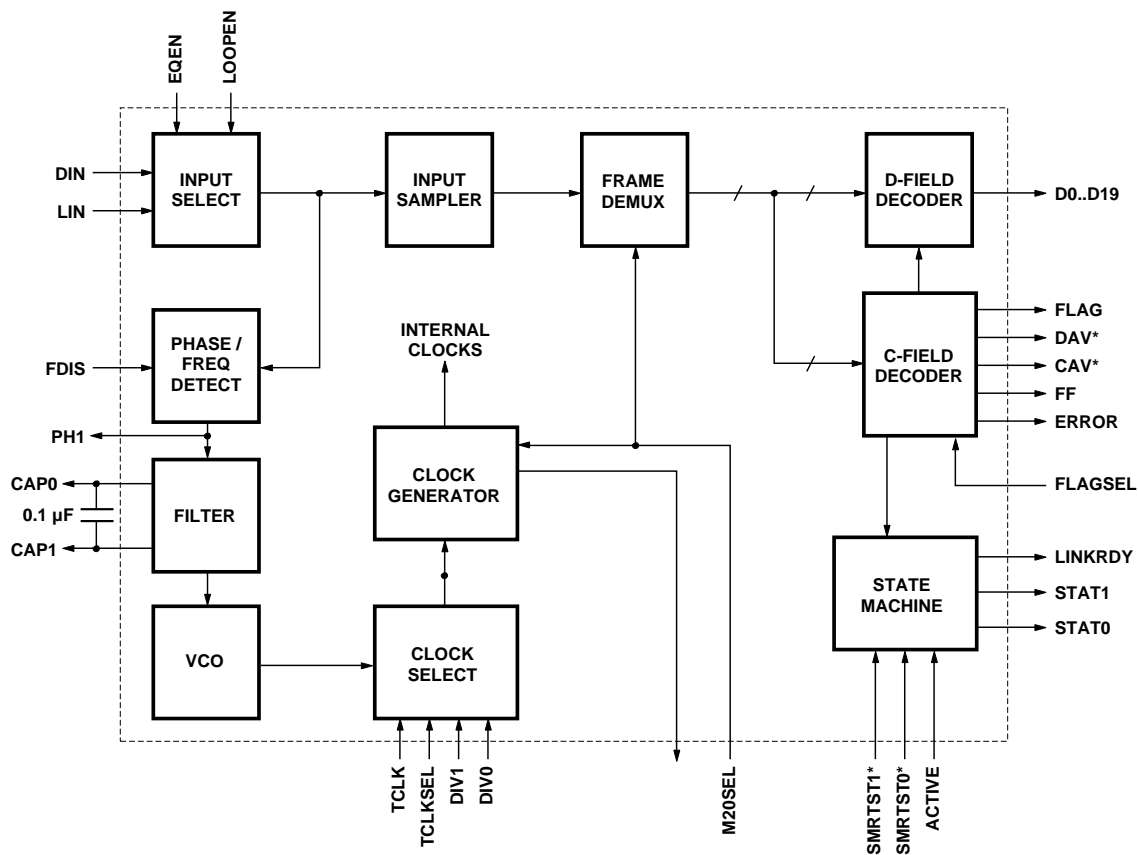 EQEN
LOOPEN
DIN
LIN
INPUT
SELECT
INPUT
SAMPLER
FRAME
DEMUX
D-FIELD
DECODER
D0..D19
FDIS
PHASE /
FREQ
DETECT
INTERNAL
CLOCKS
C-FIELD
DECODER
FLAG
DAV*
CAV*
FF
ERROR
PH1
CAP0
0.1 µF
CAP1
FILTER
CLOCK
GENERATOR
FLAGSEL
STATE
MACHINE
LINKRDY
STAT1
STAT0
VCO
CLOCK
SELECT
TCLK
TCLKSEL
DIV1
DIV0
M20SEL
SMRTST1*
SMRTST0*
ACTIVE